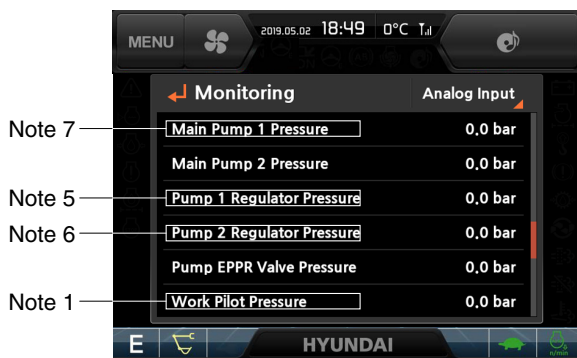 MENU 2019.05.02 18:49 0°C
Monitoring Analog Input
Note 7 Main Pump 1 Pressure 0.0 bar
Main Pump 2 Pressure 0.0 bar
Note 5 Pump 1 Regulator Pressure 0.0 bar
Note 6 Pump 2 Regulator Pressure 0.0 bar
Pump EPPR Valve Pressure 0.0 bar
Note 1 Work Pilot Pressure 0.0 bar
E HYUNDAI n/min